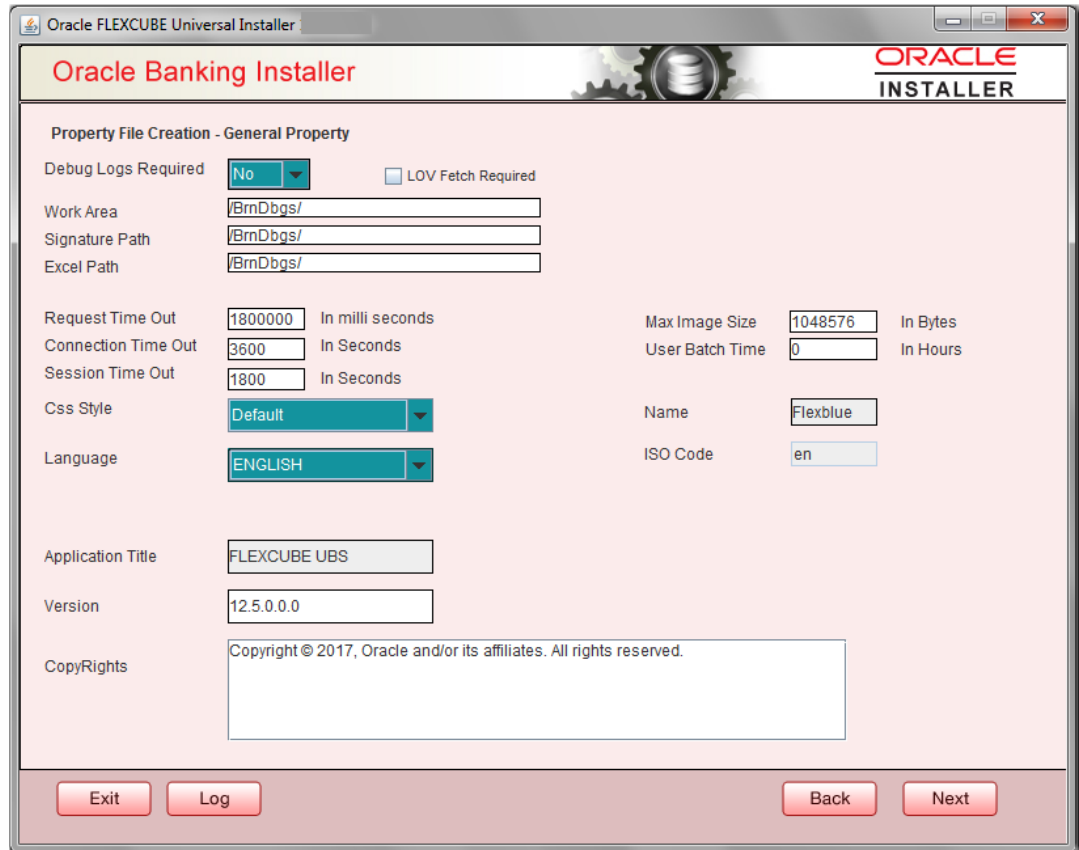 Oracle FLEXCUBE Universal Installer
Oracle Banking Installer
ORACLE
INSTALLER
Property File Creation - General Property
Debug Logs Required No LOV Fetch Required
Work Area /BrnDbgs/
Signature Path /BrnDbgs/
Excel Path /BrnDbgs/
Request Time Out 1800000 In milli seconds Max Image Size 1048576 In Bytes
Connection Time Out 3600 In Seconds User Batch Time 0 In Hours
Session Time Out 1800 In Seconds
Css Style Default Name Flexblue
Language ENGLISH ISO Code en
Application Title FLEXCUBE UBS
Version 12.5.0.0.0
CopyRights Copyright © 2017, Oracle and/or its affiliates. All rights reserved.
Exit Log Back Next